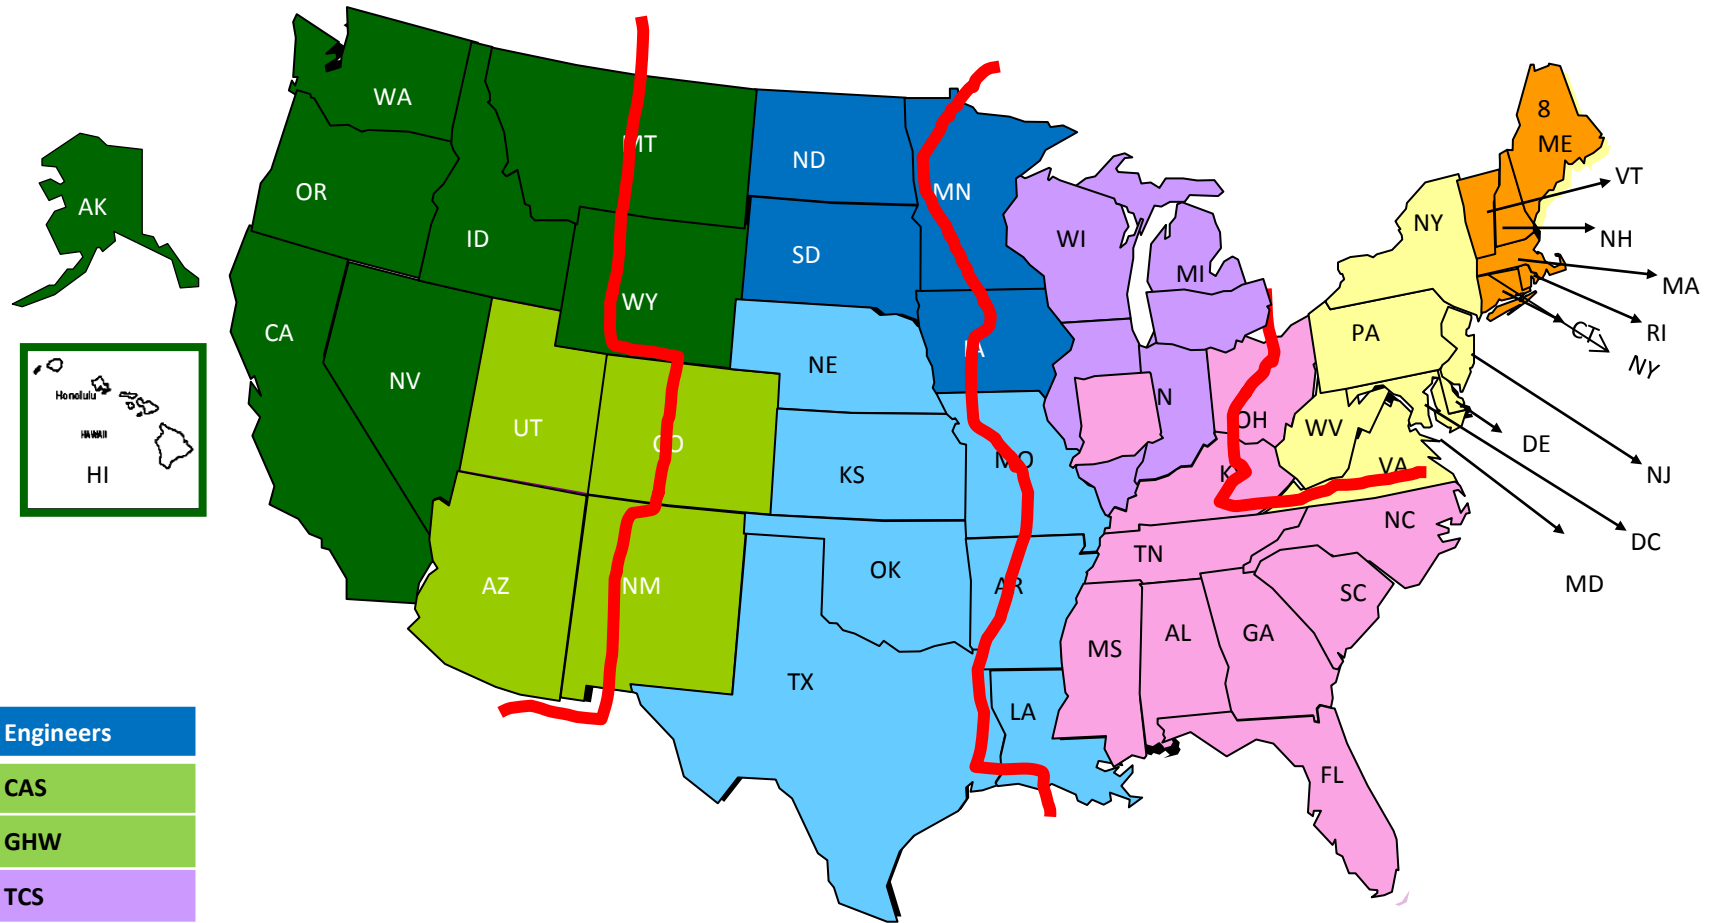 WA
MT
ND
MN
8
ME
VT
OR
AK
ID
SD
WI
MI
NY
NH
MA
WY
CA
NV
NE
IA
PA
RI
CT
NY
UT
CO
KS
MO
N
OH
WV
VA
DE
NJ
Honolulu
HAWAII
HI
K
NC
DC
AZ
NM
OK
AR
TN
SC
MD
TX
LA
MS
AL
GA
FL
Engineers
CAS
GHW
TCS